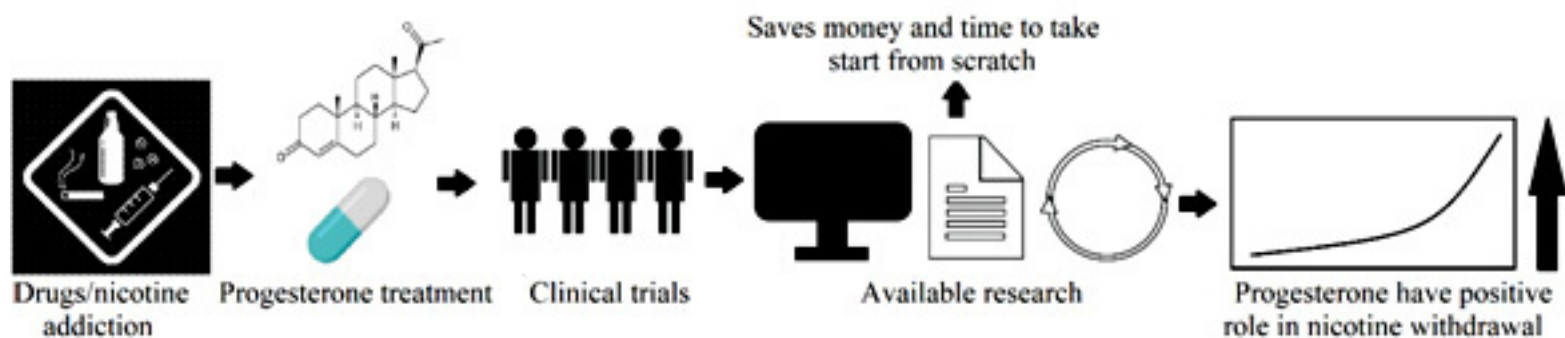 Saves money and time to take
start from scratch
O
O
H
H
H
Drugs/nicotine
addiction
Progesterone treatment
Clinical trials
Available research
Progesterone have positive
role in nicotine withdrawal